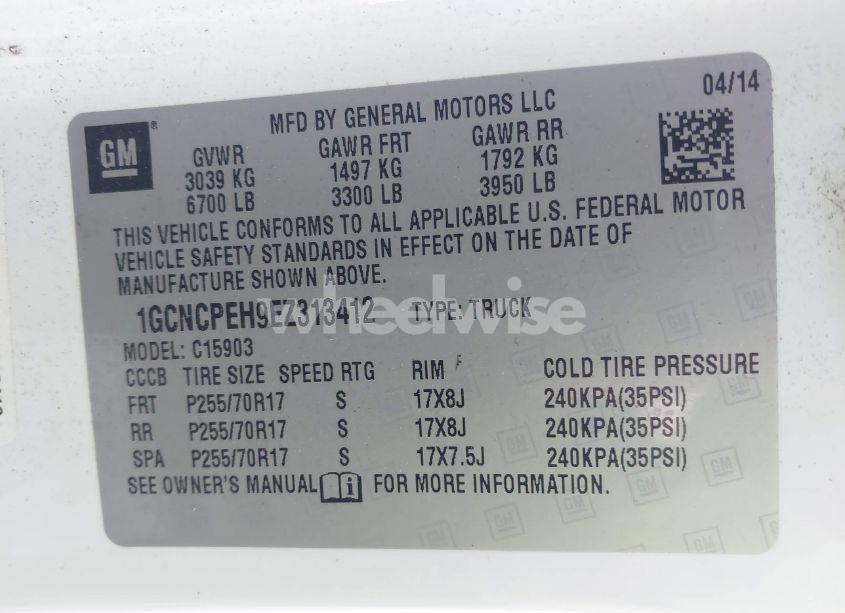 04/14
MFD BY GENERAL MOTORS LLC
GM ®
GVWR GAWR FRT GAWR RR
3039 KG 1497 KG 1792 KG
6700 LB 3300 LB 3950 LB
THIS VEHICLE CONFORMS TO ALL APPLICABLE U.S. FEDERAL MOTOR
VEHICLE SAFETY STANDARDS IN EFFECT ON THE DATE OF
MANUFACTURE SHOWN ABOVE.
1GCNCPEH9EZ313412 TYPE: TRUCK
wheelwise
MODEL: C15903
CCCB TIRE SIZE SPEED RTG RIM COLD TIRE PRESSURE
FRT P255/70R17 S 17X8J 240KPA(35PSI)
RR P255/70R17 S 17X8J 240KPA(35PSI)
SPA P255/70R17 S 17X7.5J 240KPA(35PSI)
SEE OWNER'S MANUAL i FOR MORE INFORMATION.